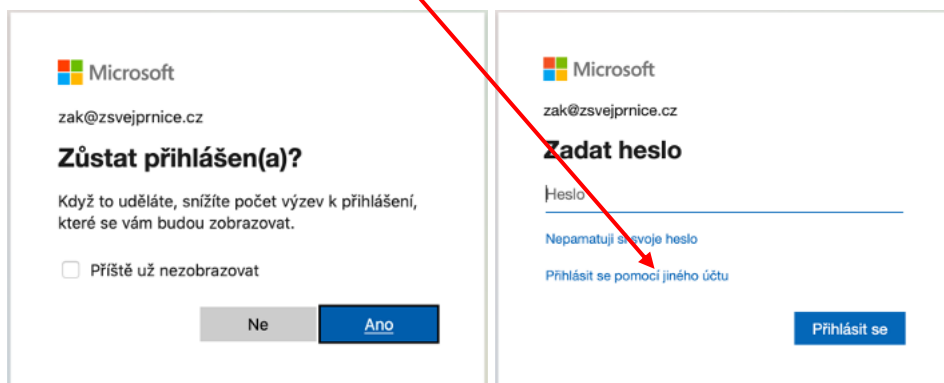 Microsoft
zak@zsvejprnice.cz
Zůstat přihlášen(a)?
Když to uděláte, snížíte počet výzev k přihlášení,
které se vám budou zobrazovat.
Příště už nezobrazovat
Ne
Ano
Microsoft
zak@zsvejprnice.cz
Zadat heslo
Heslo
Nepamatuji si svoje heslo
Přihlásit se pomocí jiného účtu
Přihlásit se